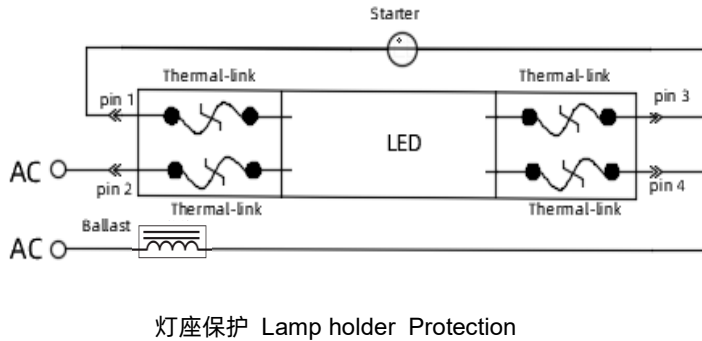 Starter
Thermal-link Thermal-link
pin 1 pin 3
LED
AC
pin 2 pin 4
Thermal-link Thermal-link
Ballast
AC
灯座保护 Lamp holder Protection